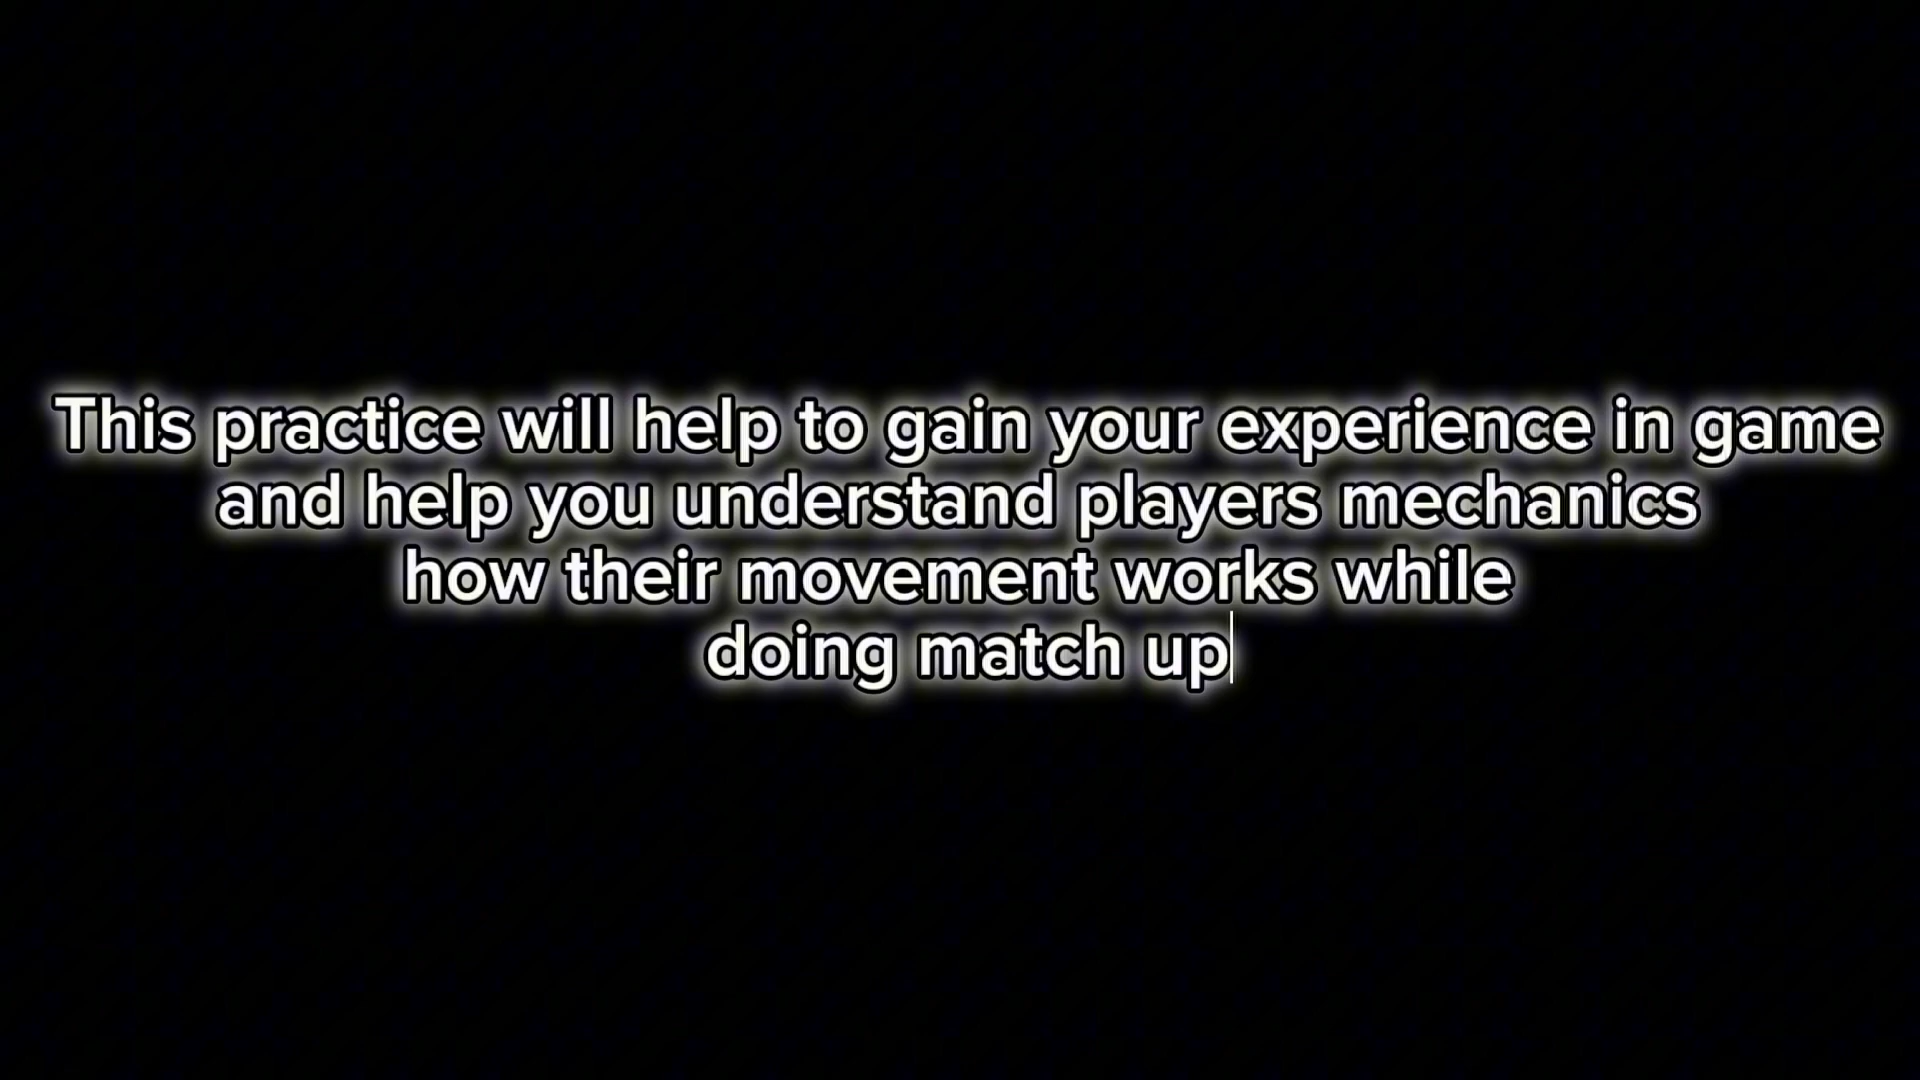 This practice will help to gain your experience in game
and help you understand players mechanics
how their movement works while
doing match up